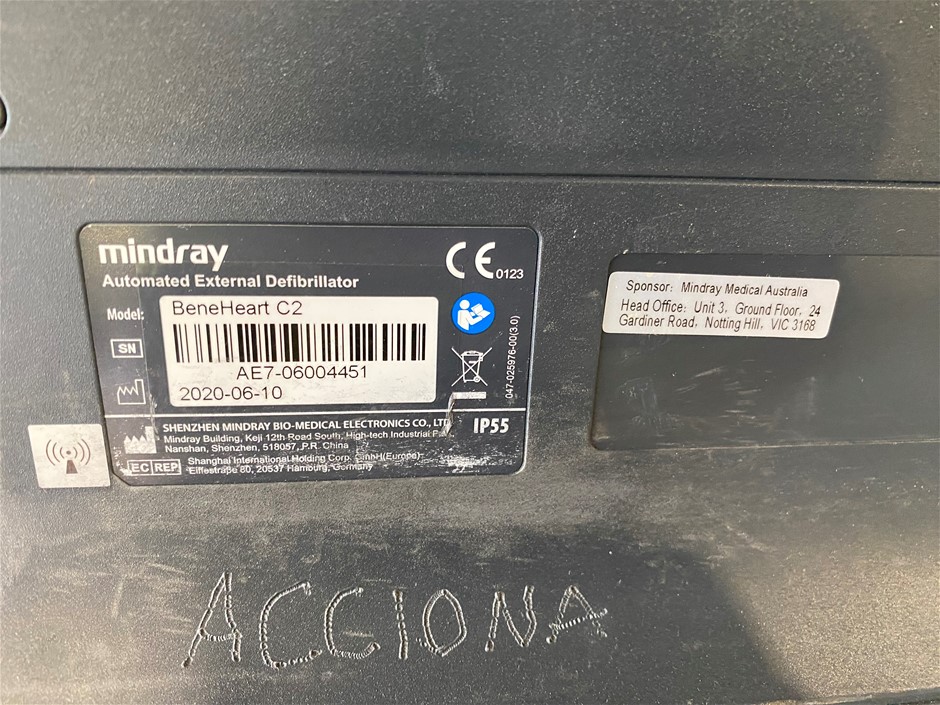 mindray
CE 0123
Automated External Defibrillator
Model: BeneHeart C2
SN
AE7-06004451
2020-06-10
047-025976-00(3.0)
SHENZHEN MINDRAY BIO-MEDICAL ELECTRONICS CO., LTD
IP55
Mindray Building, Keji 12th Road South, High-tech Industrial
Nanshan, Shenzhen, 518057, P.R. China
EC REP
Shanghai International Holding Corp. GmbH(Europe)
Eiffestraße 80, 20537 Hamburg, Germany
Sponsor: Mindray Medical Australia
Head Office: Unit 3, Ground Floor, 24
Gardiner Road, Notting Hill, VIC 3168
ACCIONA